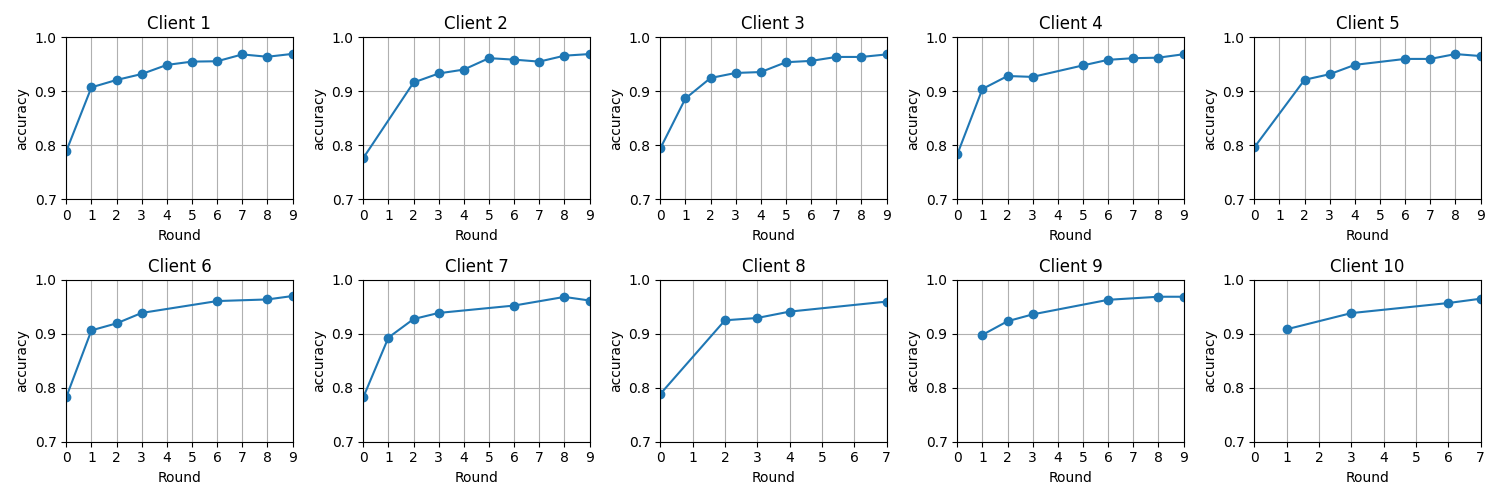 Client 1 Client 2 Client 3 Client 4 Client 5
1.0 1.0 1.0 1.0 1.0
0.9 0.9 0.9 0.9 0.9
accuracy accuracy accuracy accuracy accuracy
0.8 0.8 0.8 0.8 0.8
0.7 0.7 0.7 0.7 0.7
0 1 2 3 4 5 6 7 8 9 0 1 2 3 4 5 6 7 8 9 0 1 2 3 4 5 6 7 8 9 0 1 2 3 4 5 6 7 8 9 0 1 2 3 4 5 6 7 8 9
Round Round Round Round Round
Client 6 Client 7 Client 8 Client 9 Client 10
1.0 1.0 1.0 1.0 1.0
0.9 0.9 0.9 0.9 0.9
accuracy accuracy accuracy accuracy accuracy
0.8 0.8 0.8 0.8 0.8
0.7 0.7 0.7 0.7 0.7
0 1 2 3 4 5 6 7 8 9 0 1 2 3 4 5 6 7 8 9 0 1 2 3 4 5 6 7 0 1 2 3 4 5 6 7 8 9 0 1 2 3 4 5 6 7
Round Round Round Round Round